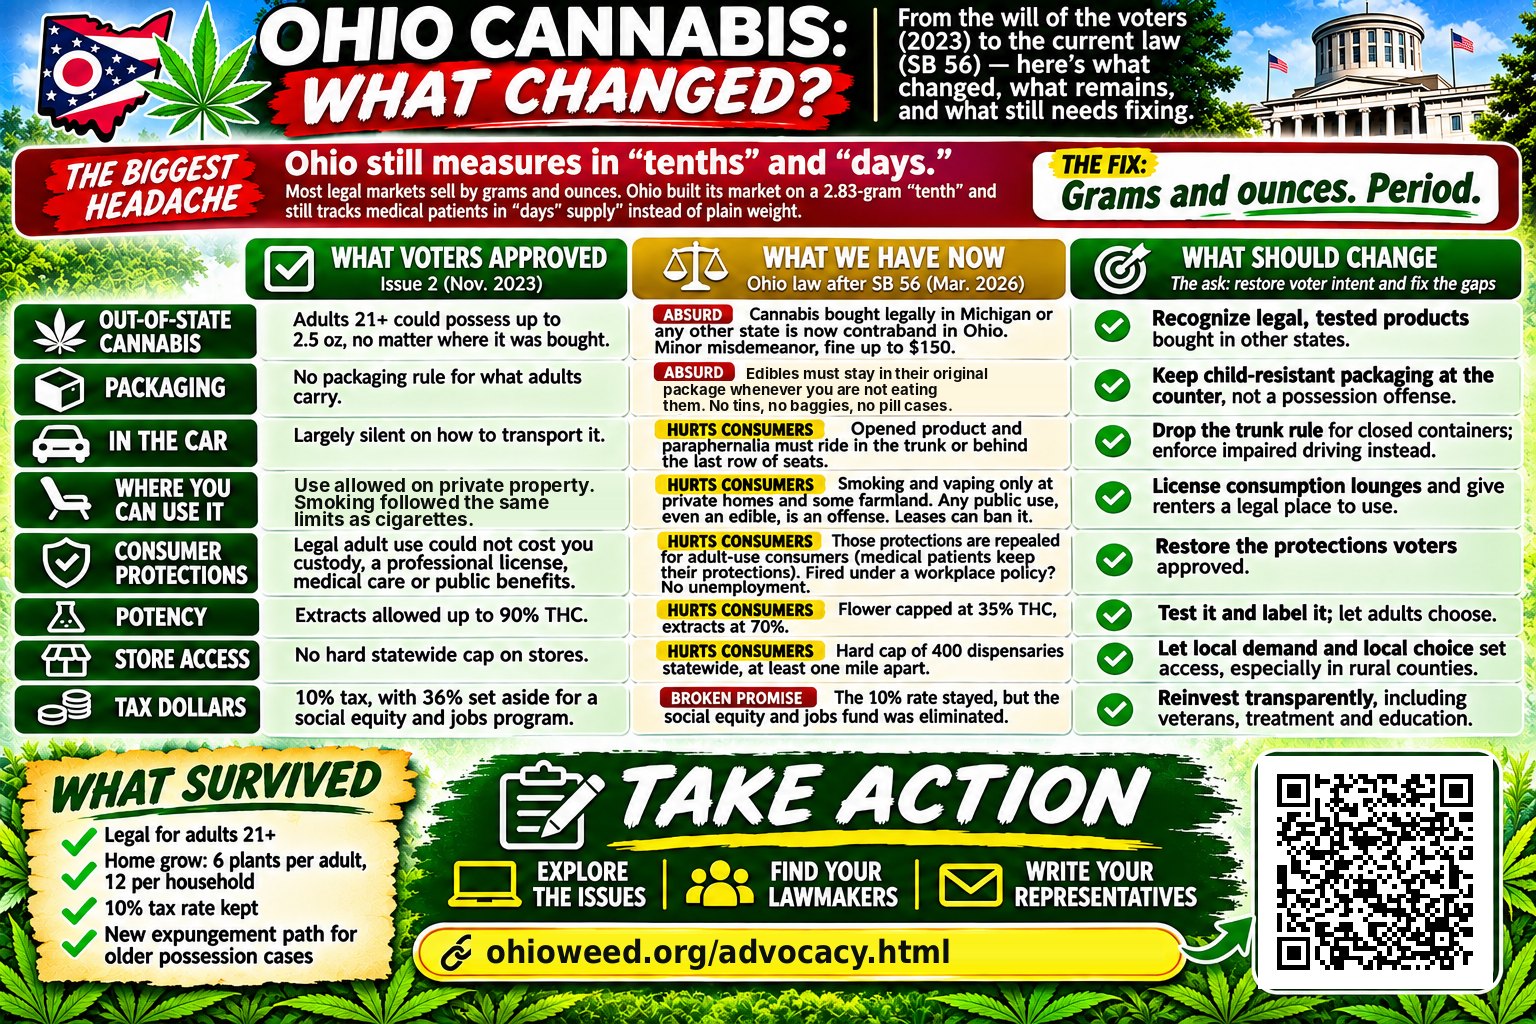 OHIO CANNABIS:
WHAT CHANGED?
From the will of the voters
(2023) to the current law
(SB 56) — here's what
changed, what remains,
and what still needs fixing.
THE BIGGEST
HEADACHE
Ohio still measures in “tenths” and “days.”
Most legal markets sell by grams and ounces. Ohio built its market on a 2.83-gram “tenth” and
still tracks medical patients in “days” supply” instead of plain weight.
THE FIX:
Grams and ounces. Period.
WHAT VOTERS APPROVED
Issue 2 (Nov. 2023)
WHAT WE HAVE NOW
Ohio law after SB 56 (Mar. 2026)
WHAT SHOULD CHANGE
The ask: restore voter intent and fix the gaps
OUT-OF-STATE
CANNABIS
Adults 21+ could possess up to
2.5 oz, no matter where it was bought.
ABSURD Cannabis bought legally in Michigan or
any other state is now contraband in Ohio.
Minor misdemeanor, fine up to $150.
Recognize legal, tested products
bought in other states.
PACKAGING
No packaging rule for what adults
carry.
ABSURD Edibles must stay in their original
package whenever you are not eating
them. No tins, no baggies, no pill cases.
Keep child-resistant packaging at the
counter, not a possession offense.
IN THE CAR
Largely silent on how to transport it.
HURTS CONSUMERS Opened product and
paraphernalia must ride in the trunk or behind
the last row of seats.
Drop the trunk rule for closed containers;
enforce impaired driving instead.
WHERE YOU
CAN USE IT
Use allowed on private property.
Smoking followed the same
limits as cigarettes.
HURTS CONSUMERS Smoking and vaping only at
private homes and some farmland. Any public use,
even an edible, is an offense. Leases can ban it.
License consumption lounges and give
renters a legal place to use.
CONSUMER
PROTECTIONS
Legal adult use could not cost you
custody, a professional license,
medical care or public benefits.
HURTS CONSUMERS Those protections are repealed
for adult-use consumers (medical patients keep
their protections). Fired under a workplace policy?
No unemployment.
Restore the protections voters
approved.
POTENCY
Extracts allowed up to 90% THC.
HURTS CONSUMERS Flower capped at 35% THC,
extracts at 70%.
Test it and label it; let adults choose.
STORE ACCESS
No hard statewide cap on stores.
HURTS CONSUMERS Hard cap of 400 dispensaries
statewide, at least one mile apart.
Let local demand and local choice set
access, especially in rural counties.
TAX DOLLARS
10% tax, with 36% set aside for a
social equity and jobs program.
BROKEN PROMISE The 10% rate stayed, but the
social equity and jobs fund was eliminated.
Reinvest transparently, including
veterans, treatment and education.
WHAT SURVIVED
Legal for adults 21+
Home grow: 6 plants per adult,
12 per household
10% tax rate kept
New expungement path for
older possession cases
TAKE ACTION
EXPLORE
THE ISSUES
FIND YOUR
LAWMAKERS
WRITE YOUR
REPRESENTATIVES
ohioweed.org/advocacy.html